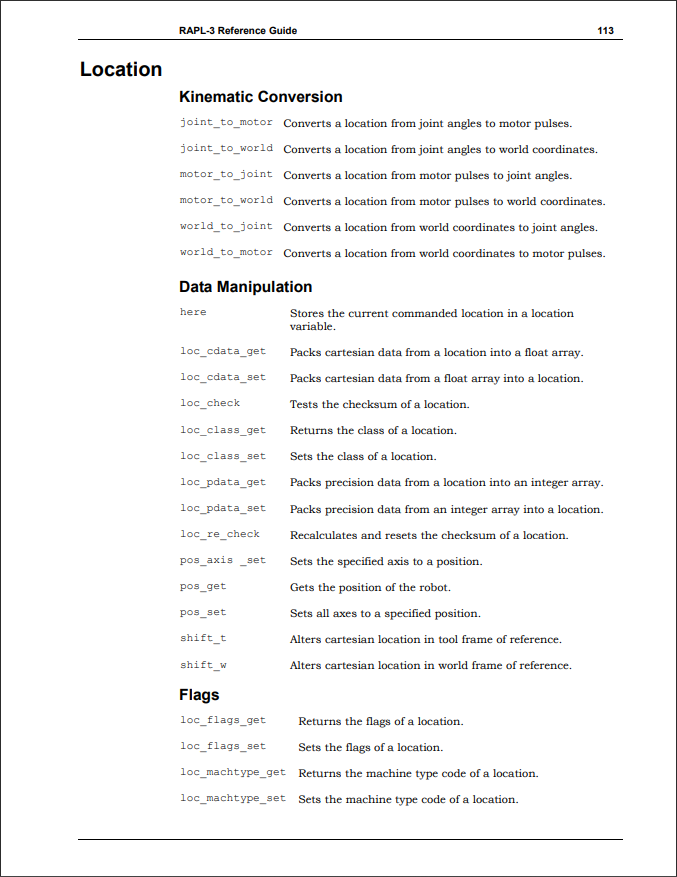 RAPL-3 Reference Guide 113
Location
Kinematic Conversion
joint_to_motor Converts a location from joint angles to motor pulses.
joint_to_world Converts a location from joint angles to world coordinates.
motor_to_joint Converts a location from motor pulses to joint angles.
motor_to_world Converts a location from motor pulses to world coordinates.
world_to_joint Converts a location from world coordinates to joint angles.
world_to_motor Converts a location from world coordinates to motor pulses.
Data Manipulation
here Stores the current commanded location in a location
variable.
loc_cdata_get Packs cartesian data from a location into a float array.
loc_cdata_set Packs cartesian data from a float array into a location.
loc_check Tests the checksum of a location.
loc_class_get Returns the class of a location.
loc_class_set Sets the class of a location.
loc_pdata_get Packs precision data from a location into an integer array.
loc_pdata_set Packs precision data from an integer array into a location.
loc_re_check Recalculates and resets the checksum of a location.
pos_axis _set Sets the specified axis to a position.
pos_get Gets the position of the robot.
pos_set Sets all axes to a specified position.
shift_t Alters cartesian location in tool frame of reference.
shift_w Alters cartesian location in world frame of reference.
Flags
loc_flags_get Returns the flags of a location.
loc_flags_set Sets the flags of a location.
loc_machtype_get Returns the machine type code of a location.
loc_machtype_set Sets the machine type code of a location.